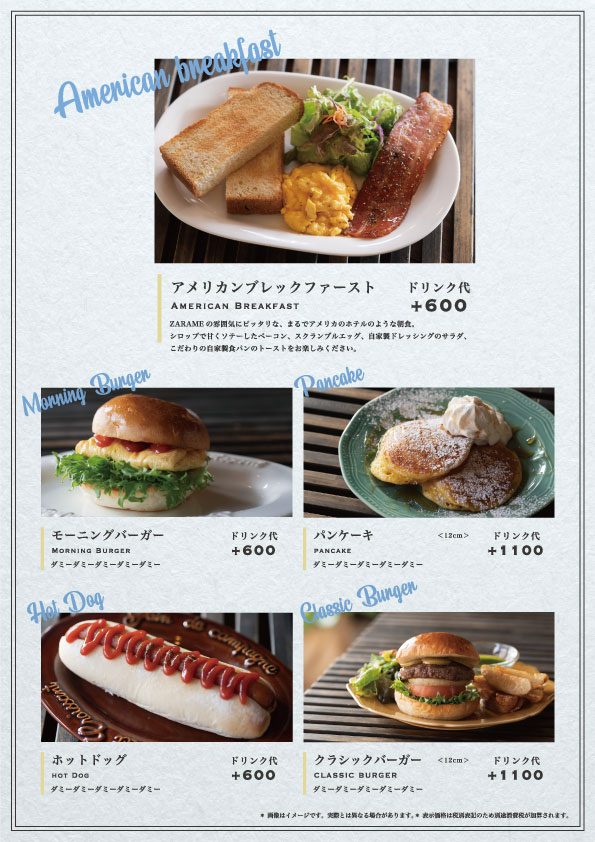 American breakfast
アメリカンブレックファースト ドリンク代
AMERICAN BREAKFAST +600
ZARAMEの雰囲気にピッタリな、まるでアメリカのホテルのような朝食。
シロップで甘くソテーしたベーコン、スクランブルエッグ、自家製ドレッシングのサラダ、
こだわりの自家製食パンのトーストをお楽しみください。
Morning Burger
モーニングバーガー ドリンク代
MORNING BURGER +600
ダミーダミーダミーダミーダミー
Pancake
パンケーキ <12cm> ドリンク代
PANCAKE +1100
ダミーダミーダミーダミーダミー
Hot Dog
ホットドッグ ドリンク代
HOT DOG +600
ダミーダミーダミーダミーダミー
Classic Burger
クラシックバーガー <12cm> ドリンク代
CLASSIC BURGER +1100
ダミーダミーダミーダミーダミー
＊ 画像はイメージです。実際とは異なる場合があります。＊ 表示価格は税別表記のため別途消費税が加算されます。